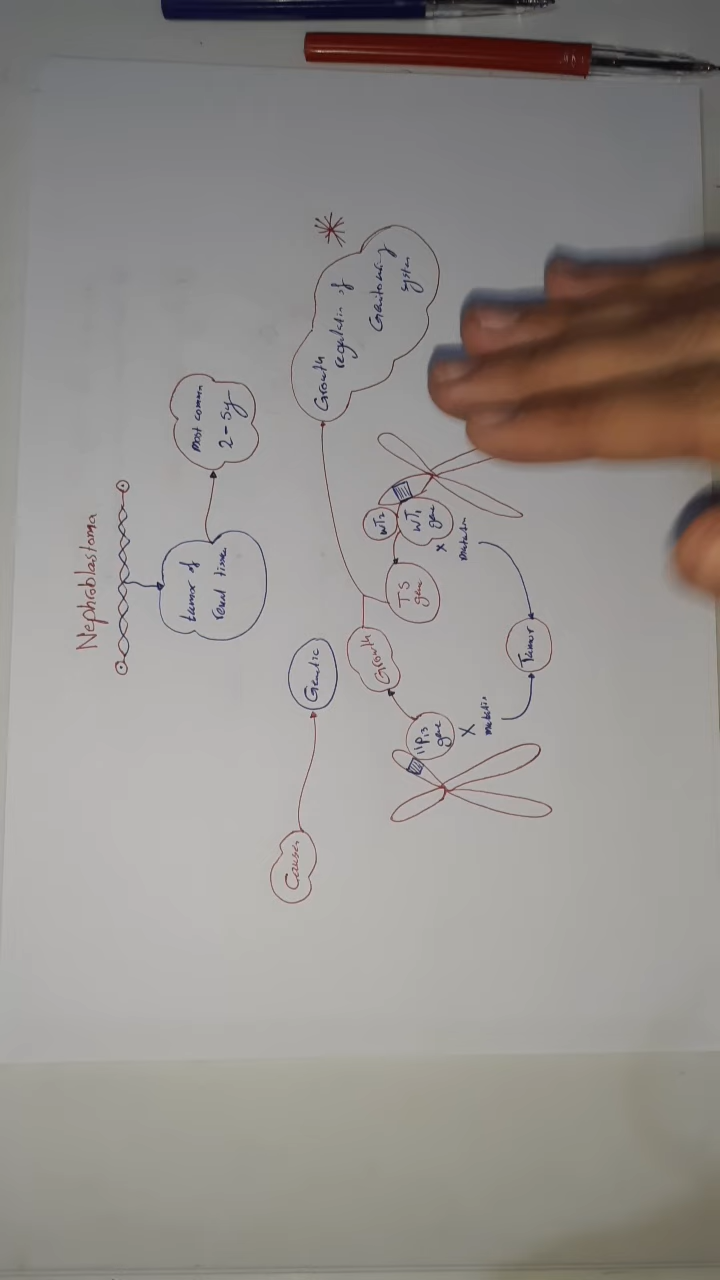 Nephroblastoma
tumor of
renal tissue
most common
2-5y
Causes
Genetic
11P13
gene
X
mutation
Growth
TS
gene
WT2
WT1
gene
X
mutation
Growth
regulation of
Genitourinary
system
Tumor